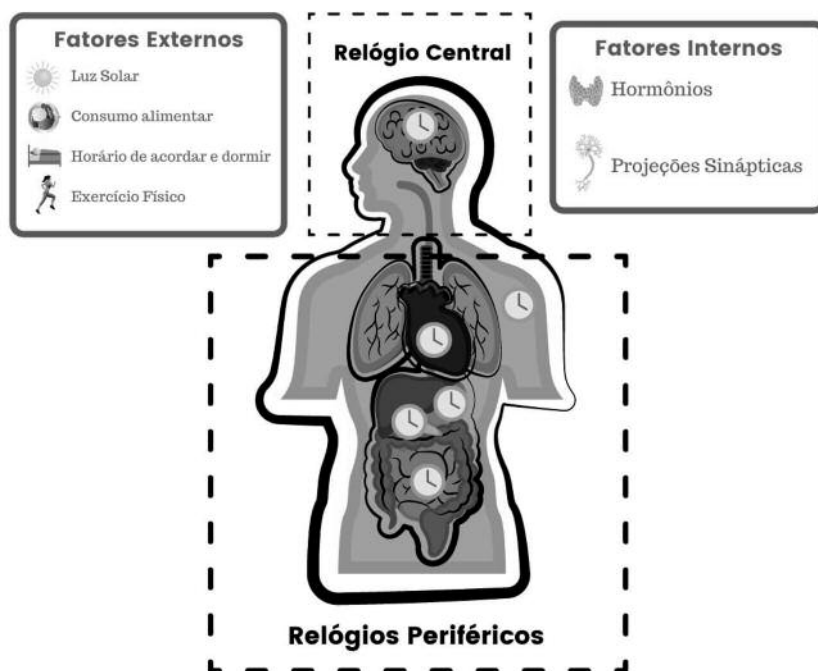 Fatores Externos
Luz Solar
Consumo alimentar
Horário de acordar e dormir
Exercício Físico
Relógio Central
Fatores Internos
Hormônios
Projeções Sinápticas
Relógios Periféricos